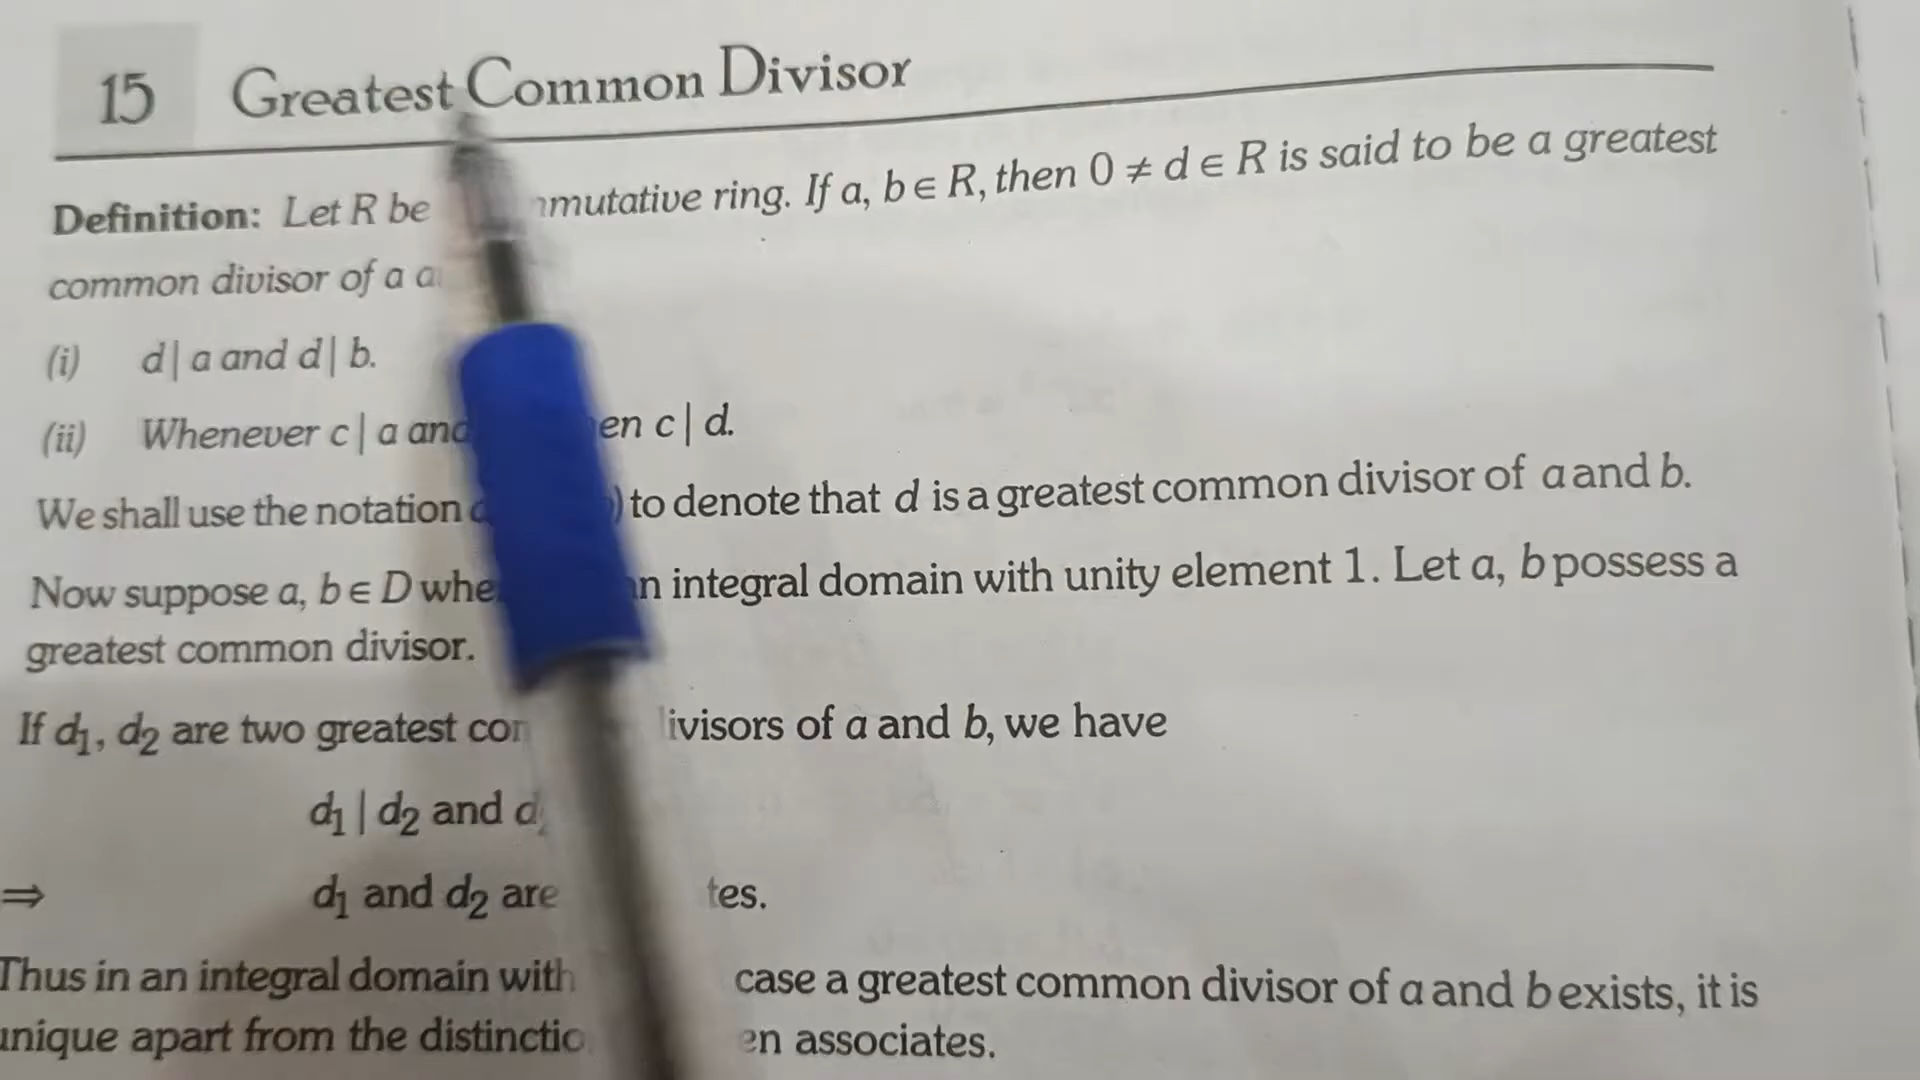 15 Greatest Common Divisor
Definition: Let R be mmutative ring. If a, b ∈ R, then 0 ≠ d ∈ R is said to be a greatest
common divisor of a a
(i) d | a and d | b.
(ii) Whenever c | a and en c | d.
We shall use the notation ) to denote that d is a greatest common divisor of a and b.
Now suppose a, b ∈ D whe n integral domain with unity element 1. Let a, b possess a
greatest common divisor.
If d₁, d₂ are two greatest com ivisors of a and b, we have
d₁ | d₂ and d
⇒ d₁ and d₂ are tes.
Thus in an integral domain with case a greatest common divisor of a and b exists, it is
unique apart from the distinctio en associates.